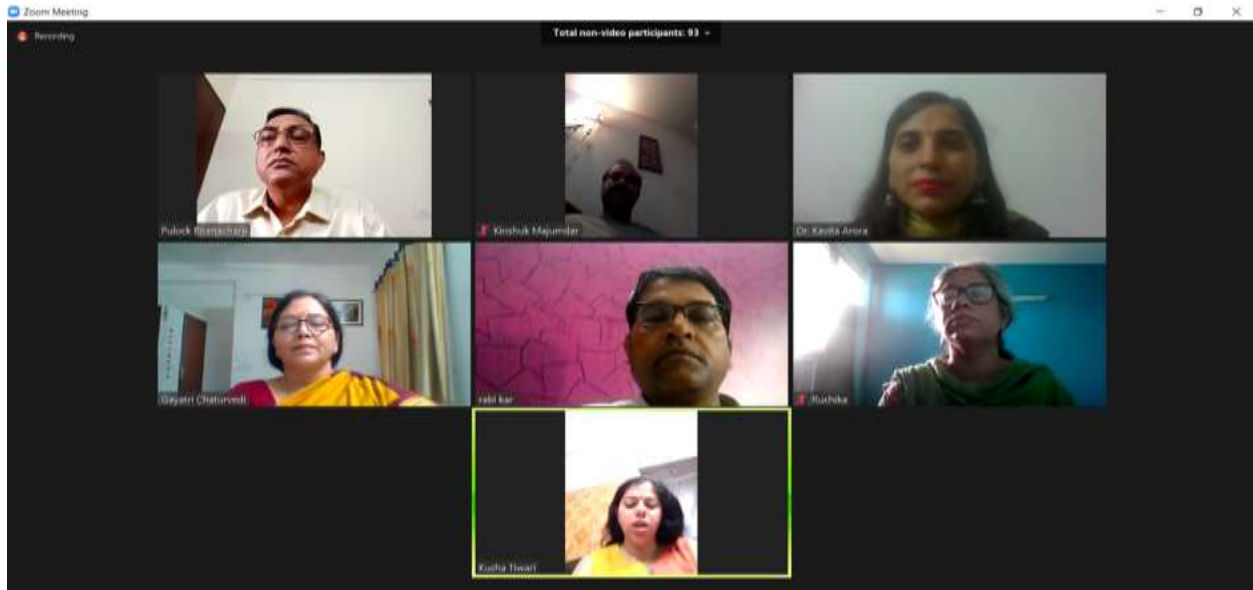 Zoom Meeting
Recording
Total non-video participants: 93
Pulock
Kinshuk Majumdar
Dr. Kavita Arora
Gayatri Chaturvedi
rabi kar
Ruchika
Kusha Tiwari